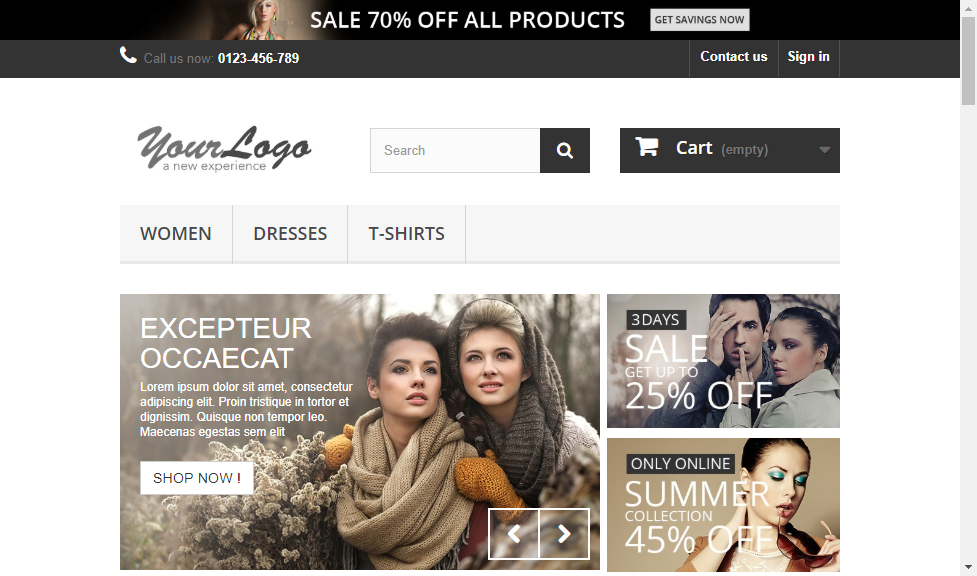 SALE 70% OFF ALL PRODUCTS GET SAVINGS NOW
Call us now: 0123-456-789 Contact us Sign in
YourLogo
a new experience
Search
Cart (empty)
WOMEN DRESSES T-SHIRTS
EXCEPTEUR
OCCAECAT
Lorem ipsum dolor sit amet, consectetur
adipiscing elit. Proin tristique in tortor et
dignissim. Quisque non tempor leo.
Maecenas egestas sem elit
SHOP NOW !
3DAYS
SALE
GET UP TO
25% OFF
ONLY ONLINE
SUMMER
COLLECTION
45% OFF